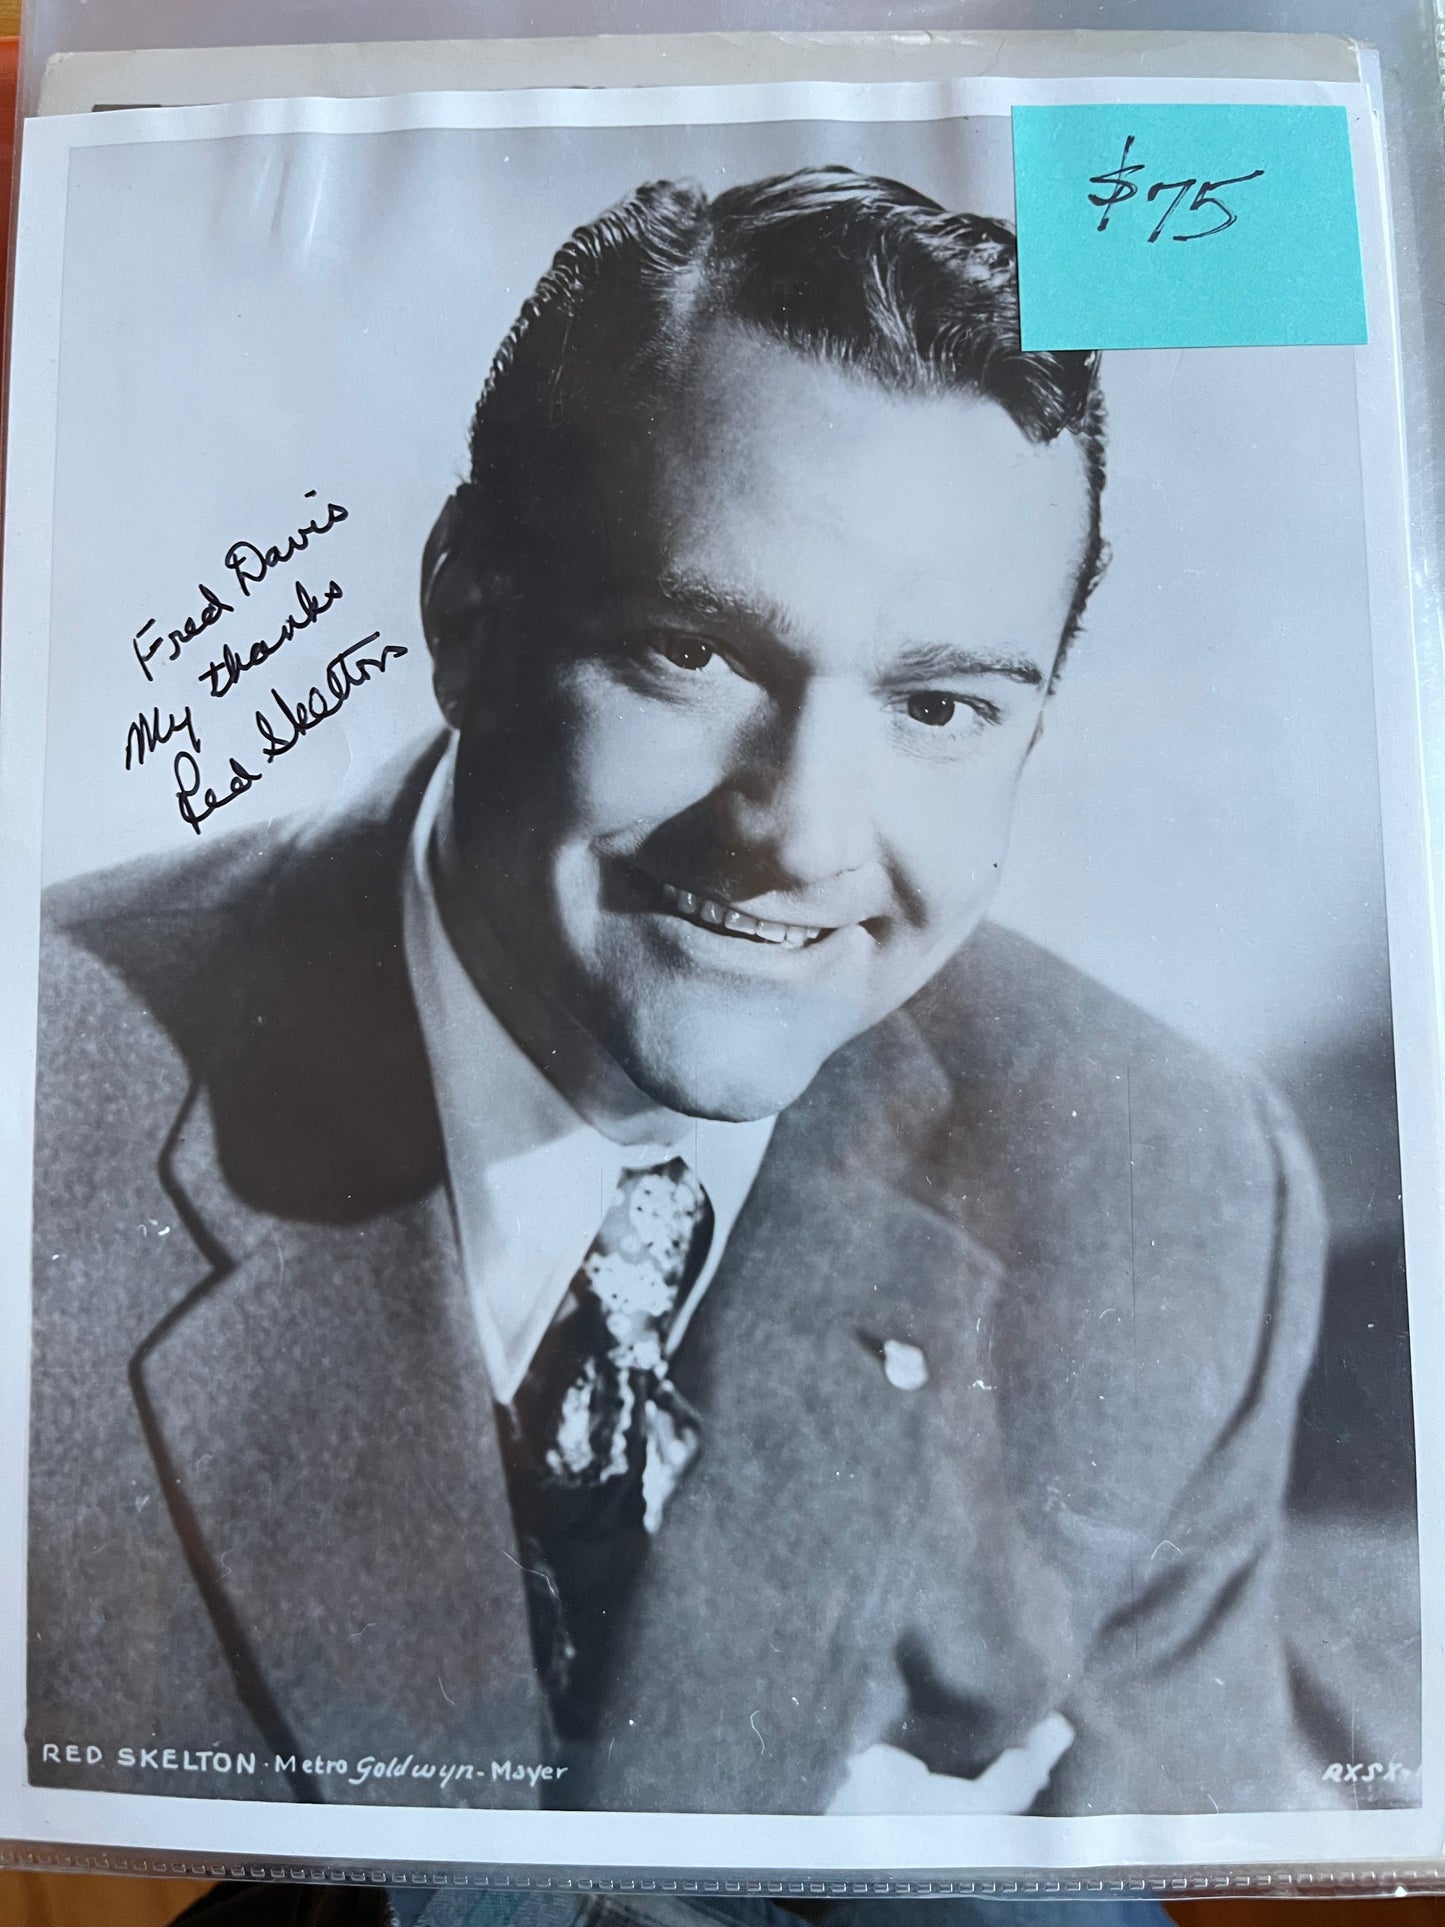 $75
Fred Davis
My thanks
Red Skelton
RED SKELTON · Metro Goldwyn-Mayer
RXSX-